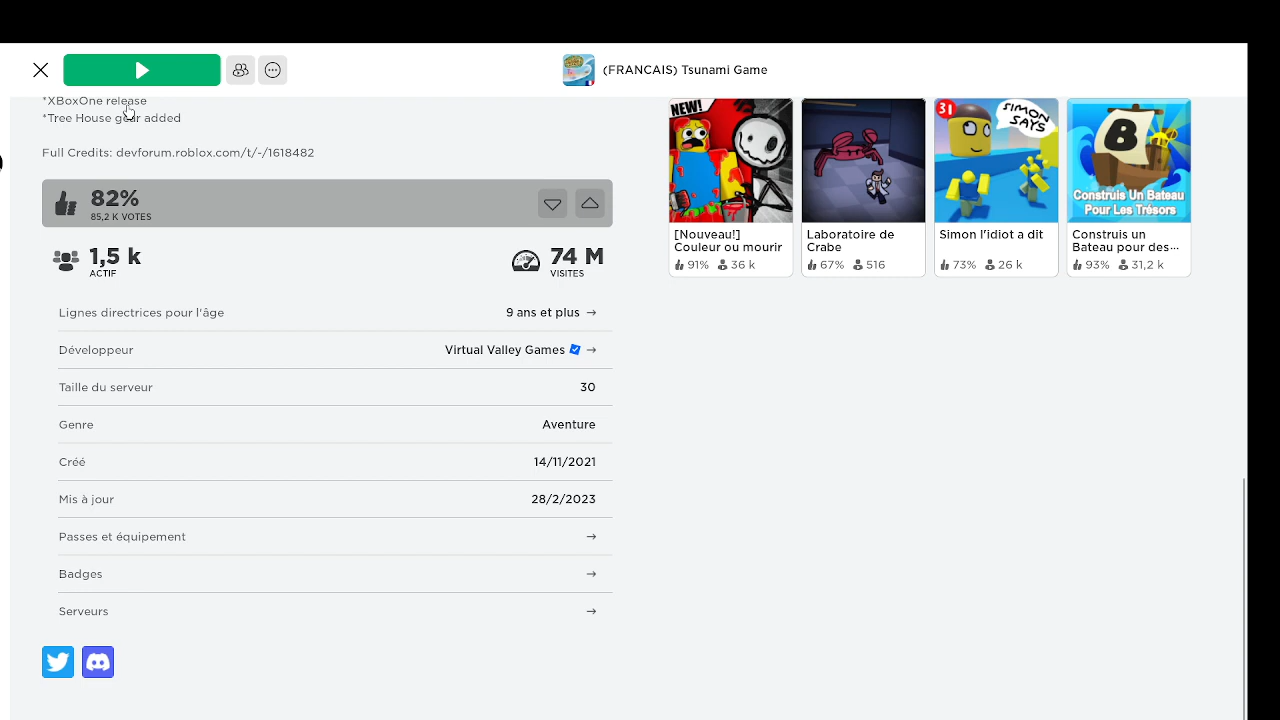 (FRANCAIS) Tsunami Game
*XBoxOne release
*Tree House gear added
Full Credits: devforum.roblox.com/t/-/1618482
82%
85,2 K VOTES
1,5 k
ACTIF
74 M
VISITES
Lignes directrices pour l'âge
9 ans et plus →
Développeur
Virtual Valley Games →
Taille du serveur
30
Genre
Aventure
Créé
14/11/2021
Mis à jour
28/2/2023
Passes et équipement →
Badges →
Serveurs →
NEW!
[Nouveau!]
Couleur ou mourir
91% 36 k
Laboratoire de
Crabe
67% 516
31
SIMON
SAYS
Simon l'idiot a dit
73% 26 k
B
Construis Un Bateau
Pour Les Trésors
Construis un
Bateau pour des···
93% 31,2 k